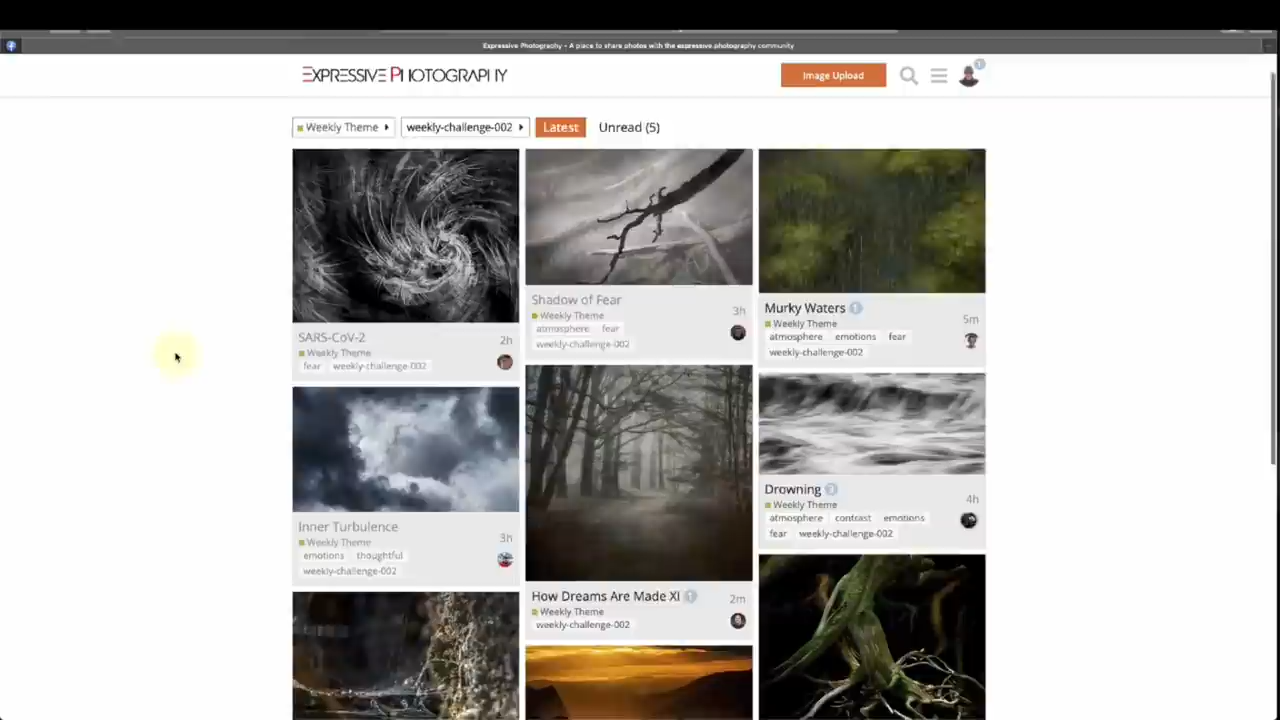 Expressive Photography - A place to share photos with the expressive.photography community
EXPRESSIVE PHOTOGRAPHY
Image Upload
1
Weekly Theme
weekly-challenge-002
Latest
Unread (5)
SARS-CoV-2
2h
Weekly Theme
fear weekly-challenge-002
Inner Turbulence
3h
Weekly Theme
emotions thoughtful
weekly-challenge-002
Shadow of Fear
3h
Weekly Theme
atmosphere fear
weekly-challenge-002
How Dreams Are Made XI 1
2m
Weekly Theme
weekly-challenge-002
Murky Waters 1
5m
Weekly Theme
atmosphere emotions fear
weekly-challenge-002
Drowning 3
4h
Weekly Theme
atmosphere contrast emotions
fear weekly-challenge-002